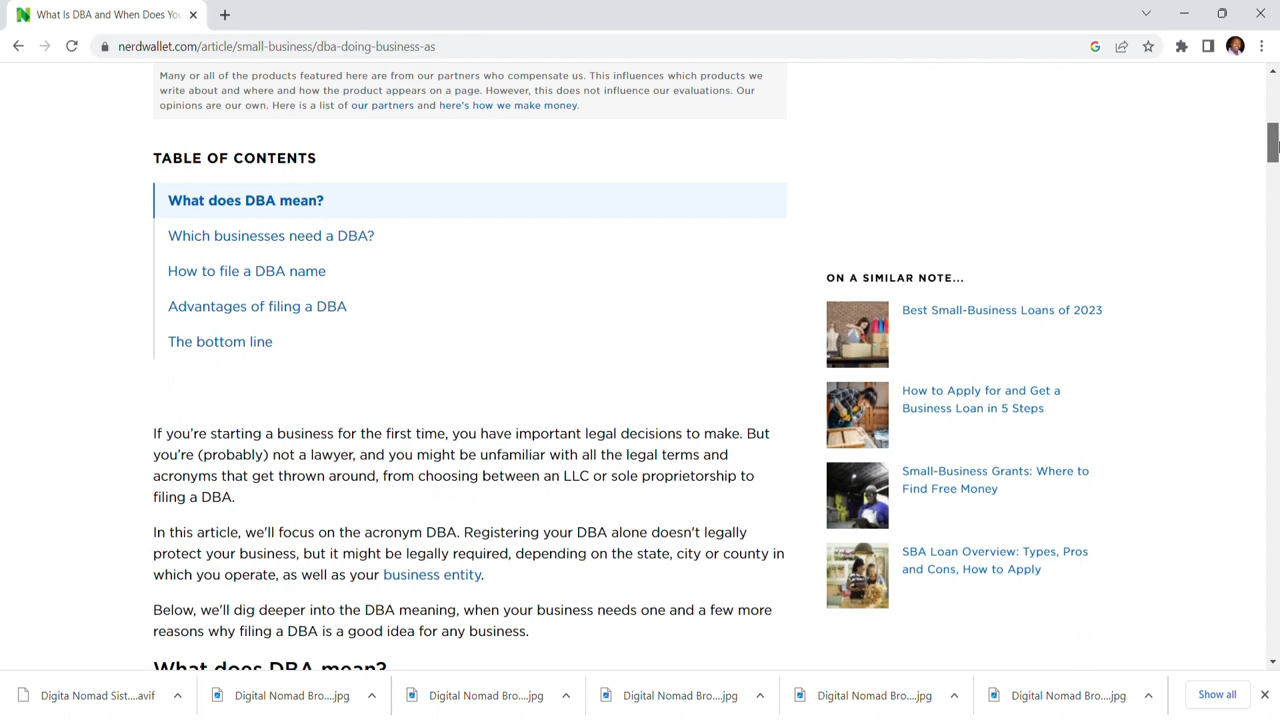 What Is DBA and When Does Yo
nerdwallet.com/article/small-business/dba-doing-business-as
Many or all of the products featured here are from our partners who compensate us. This influences which products we
write about and where and how the product appears on a page. However, this does not influence our evaluations. Our
opinions are our own. Here is a list of our partners and here's how we make money.
TABLE OF CONTENTS
What does DBA mean?
Which businesses need a DBA?
How to file a DBA name
Advantages of filing a DBA
The bottom line
If you're starting a business for the first time, you have important legal decisions to make. But
you're (probably) not a lawyer, and you might be unfamiliar with all the legal terms and
acronyms that get thrown around, from choosing between an LLC or sole proprietorship to
filing a DBA.
In this article, we'll focus on the acronym DBA. Registering your DBA alone doesn't legally
protect your business, but it might be legally required, depending on the state, city or county in
which you operate, as well as your business entity.
Below, we'll dig deeper into the DBA meaning, when your business needs one and a few more
reasons why filing a DBA is a good idea for any business.
What does DBA mean?
ON A SIMILAR NOTE...
Best Small-Business Loans of 2023
How to Apply for and Get a
Business Loan in 5 Steps
Small-Business Grants: Where to
Find Free Money
SBA Loan Overview: Types, Pros
and Cons, How to Apply
Digita Nomad Sist....avif
Digital Nomad Bro....jpg
Digital Nomad Bro....jpg
Digital Nomad Bro....jpg
Digital Nomad Bro....jpg
Digital Nomad Bro....jpg
Show all